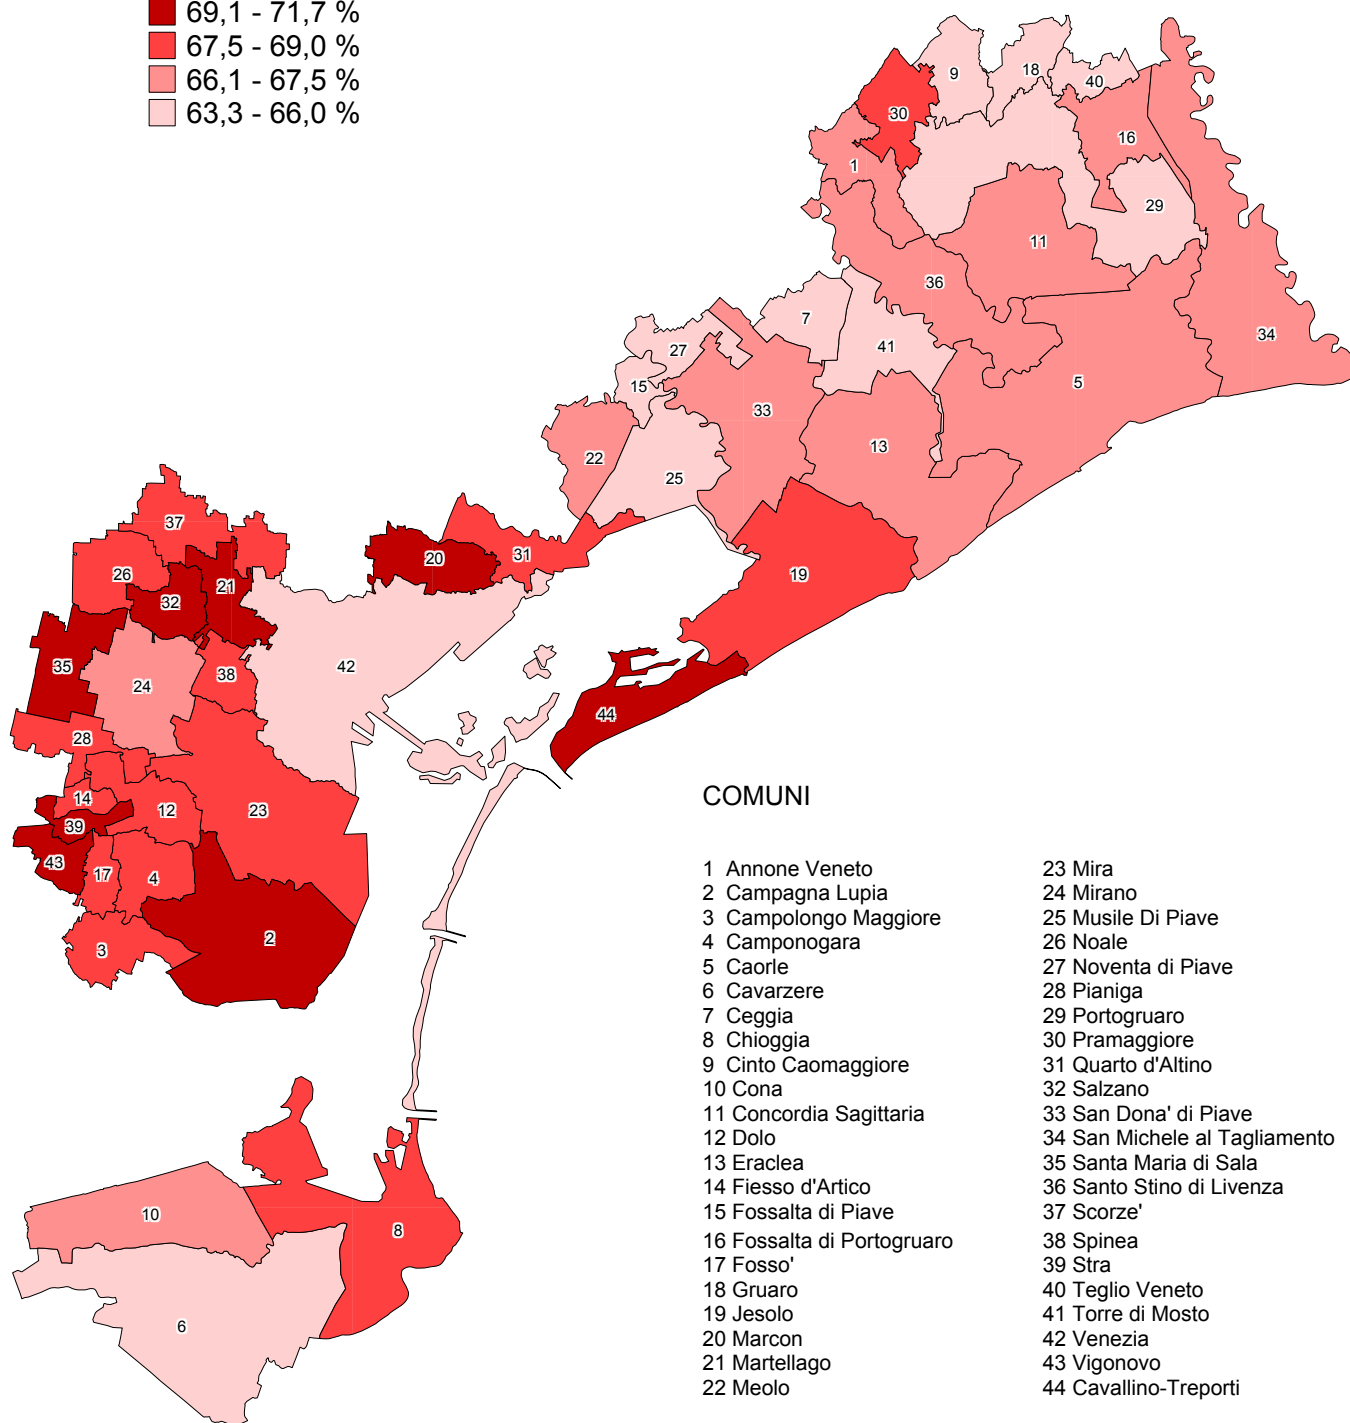 69,1 - 71,7 %
67,5 - 69,0 %
66,1 - 67,5 %
63,3 - 66,0 %
9
18
40
30
16
1
29
11
36
34
7
41
27
15
5
33
13
22
25
37
20
31
26
21
19
32
35
42
38
24
44
28
14
12
23
39
43
17
4
2
3
10
8
6
COMUNI
1 Annone Veneto
2 Campagna Lupia
3 Campolongo Maggiore
4 Camponogara
5 Caorle
6 Cavarzere
7 Ceggia
8 Chioggia
9 Cinto Caomaggiore
10 Cona
11 Concordia Sagittaria
12 Dolo
13 Eraclea
14 Fiesso d'Artico
15 Fossalta di Piave
16 Fossalta di Portogruaro
17 Fosso'
18 Gruaro
19 Jesolo
20 Marcon
21 Martellago
22 Meolo
23 Mira
24 Mirano
25 Musile Di Piave
26 Noale
27 Noventa di Piave
28 Pianiga
29 Portogruaro
30 Pramaggiore
31 Quarto d'Altino
32 Salzano
33 San Dona' di Piave
34 San Michele al Tagliamento
35 Santa Maria di Sala
36 Santo Stino di Livenza
37 Scorze'
38 Spinea
39 Stra
40 Teglio Veneto
41 Torre di Mosto
42 Venezia
43 Vigonovo
44 Cavallino-Treporti